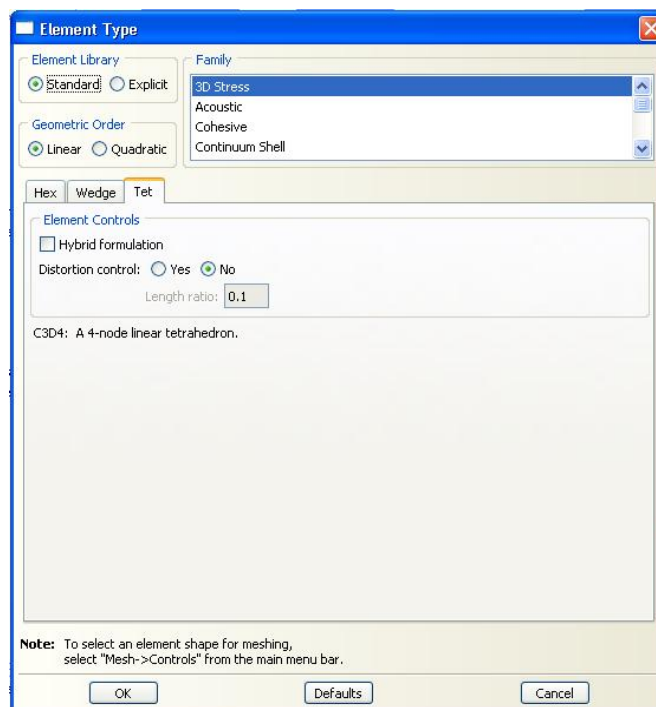 Element Type
Element Library
Standard Explicit
Family
3D Stress
Acoustic
Cohesive
Continuum Shell
Geometric Order
Linear Quadratic
Hex Wedge Tet
Element Controls
Hybrid formulation
Distortion control: Yes No
Length ratio: 0.1
C3D4: A 4-node linear tetrahedron.
Note: To select an element shape for meshing,
select "Mesh->Controls" from the main menu bar.
OK Defaults Cancel